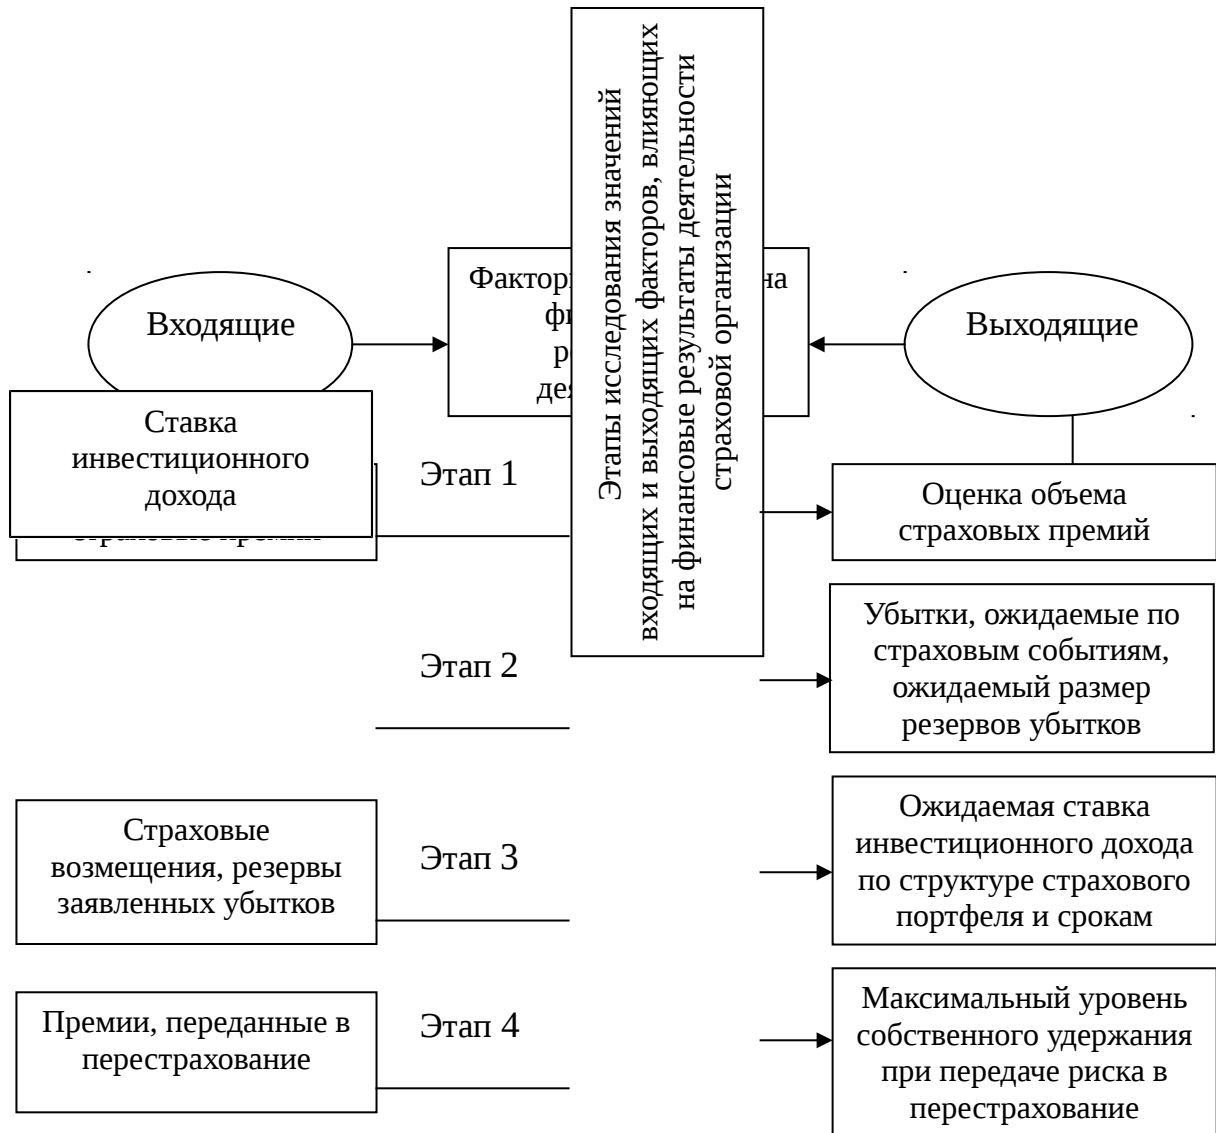 Этапы исследования значений
входящих и выходящих факторов, влияющих
на финансовые результаты деятельности
страховой организации
на
Входящие
Выходящие
Ставка
инвестиционного
дохода
Этап 1
Оценка объема
страховых премий
Этап 2
Убытки, ожидаемые по
страховым событиям,
ожидаемый размер
резервов убытков
Страховые
возмещения, резервы
заявленных убытков
Этап 3
Ожидаемая ставка
инвестиционного дохода
по структуре страхового
портфеля и срокам
Премии, переданные в
перестрахование
Этап 4
Максимальный уровень
собственного удержания
при передаче риска в
перестрахование